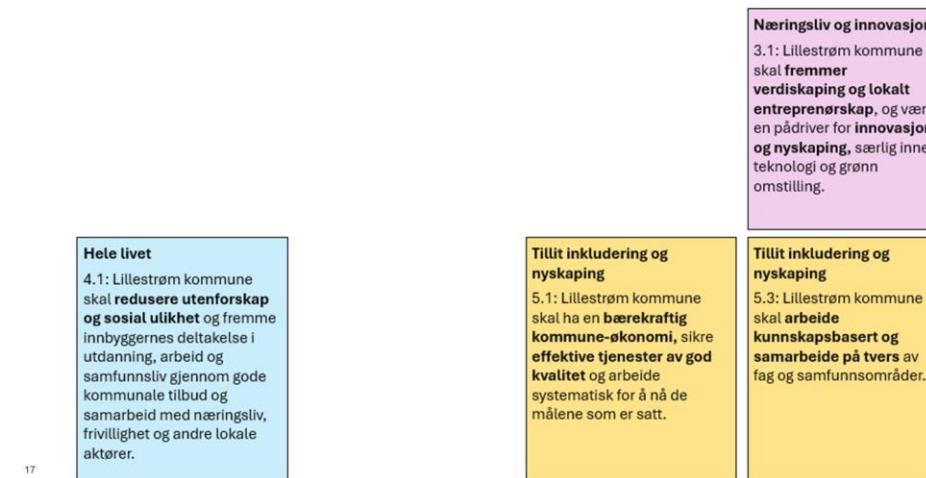 Næringsliv og innovasjon
3.1: Lillestrøm kommune
skal fremmer
verdiskaping og lokalt
entreprenørskap, og vær
en pådriver for innovasjon
og nyskaping, særlig inne
teknologi og grønn
omstilling.
Hele livet
4.1: Lillestrøm kommune
skal redusere utenforskap
og sosial ulikhet og fremme
innbyggernes deltakelse i
utdanning, arbeid og
samfunnsliv gjennom gode
kommunale tilbud og
samarbeid med næringsliv,
frivillighet og andre lokale
aktører.
Tillit inkludering og
nyskaping
5.1: Lillestrøm kommune
skal ha en bærekraftig
kommune-økonomi, sikre
effektive tjenester av god
kvalitet og arbeide
systematisk for å nå de
målene som er satt.
Tillit inkludering og
nyskaping
5.3: Lillestrøm kommune
skal arbeide
kunnskapsbasert og
samarbeide på tvers av
fag og samfunnsområder.
17